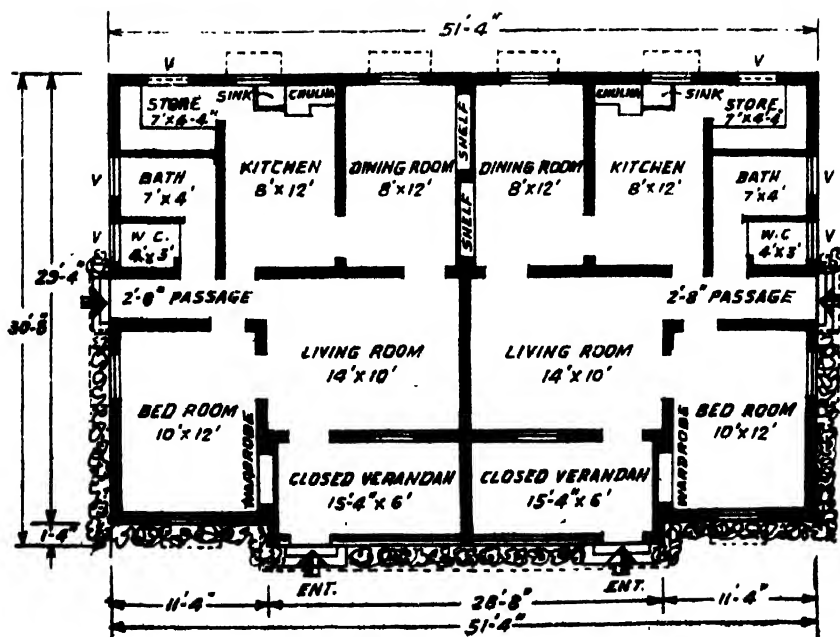 51'-4"
V
V
SINK
CHULHA
CHULHA
SINK
STORE
7'x4-4"
STORE
7'x4-4"
SHELF
KITCHEN
8'x12'
DINING ROOM
8'x12'
DINING ROOM
8'x12'
KITCHEN
8'x12'
V
BATH
7'x4'
BATH
7'x4'
V
SHELF
V
W.C.
4'x3'
W.C
4'x3'
V
29'-4"
30'-8"
2'-8" PASSAGE
2'-8" PASSAGE
LIVING ROOM
14'x10'
LIVING ROOM
14'x10'
BED ROOM
10'x12'
BED ROOM
10'x12'
WARDROBE
WARDROBE
CLOSED VERANDAH
15'-4"x6'
CLOSED VERANDAH
15'-4"x6'
1'-4"
ENT.
ENT.
11'-4"
28'-8"
11'-4"
51'-4"